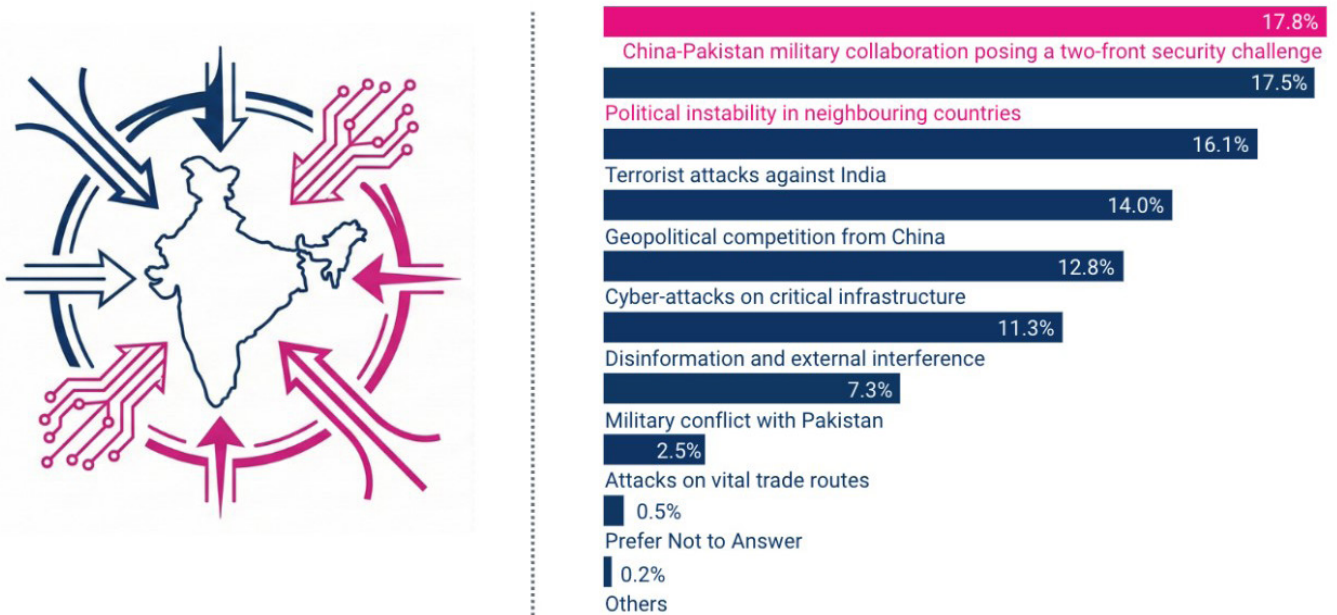 17.8%
China-Pakistan military collaboration posing a two-front security challenge
17.5%
Political instability in neighbouring countries
16.1%
Terrorist attacks against India
14.0%
Geopolitical competition from China
12.8%
Cyber-attacks on critical infrastructure
11.3%
Disinformation and external interference
7.3%
Military conflict with Pakistan
2.5%
Attacks on vital trade routes
0.5%
Prefer Not to Answer
0.2%
Others